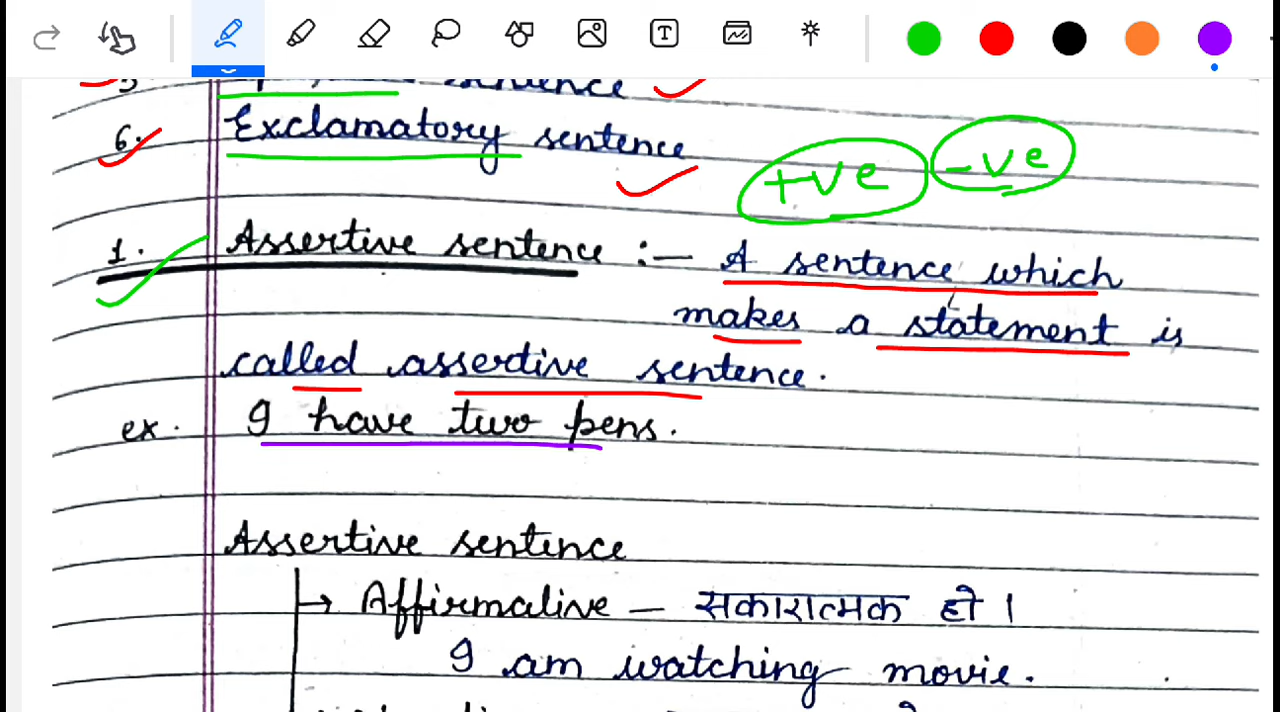 6. Exclamatory sentence
+ve -ve
1. Assertive sentence :- A sentence which
makes a statement is
called assertive sentence.
ex. I have two pens.
Assertive sentence
→ Affirmalive - सकारात्मक हो।
I am watching movie.